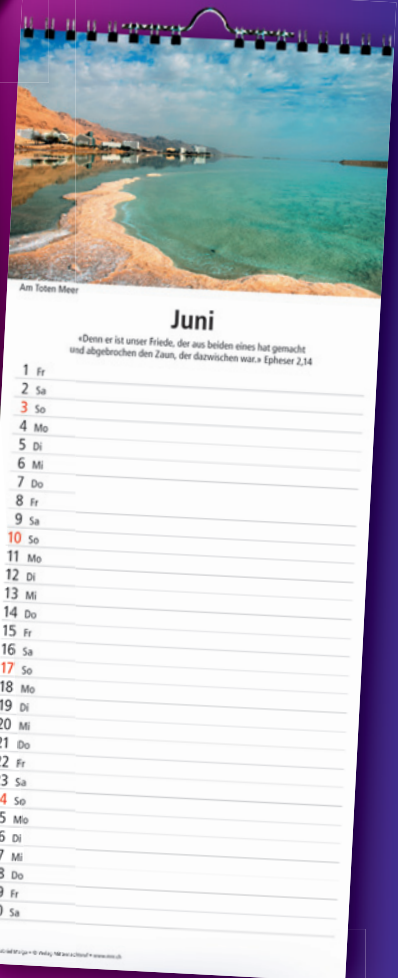 Am Toten Meer
Juni
«Denn er ist unser Friede, der aus beiden eines hat gemacht
und abgebrochen den Zaun, der dazwischen war.» Epheser 2,14
1 Fr
2 Sa
3 So
4 Mo
5 Di
6 Mi
7 Do
8 Fr
9 Sa
10 So
11 Mo
12 Di
13 Mi
14 Do
15 Fr
16 Sa
17 So
18 Mo
19 Di
20 Mi
21 Do
2 Fr
3 Sa
4 So
5 Mo
6 Di
7 Mi
8 Do
9 Fr
0 Sa